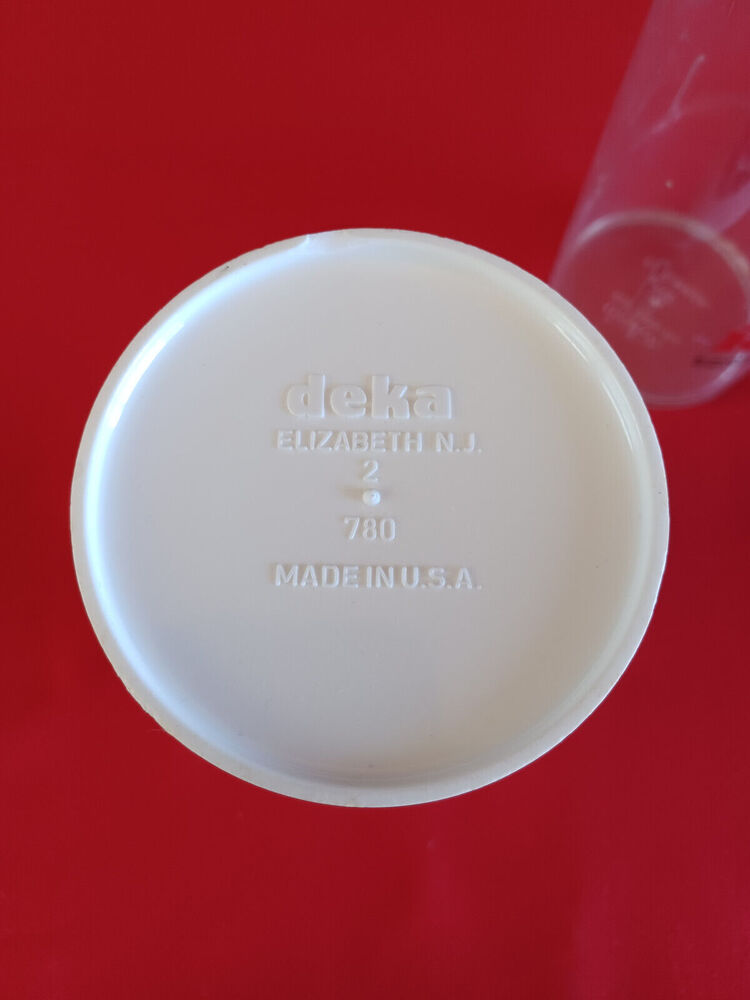 deka
ELIZABETH N.J.
2
780
MADE IN U.S.A.